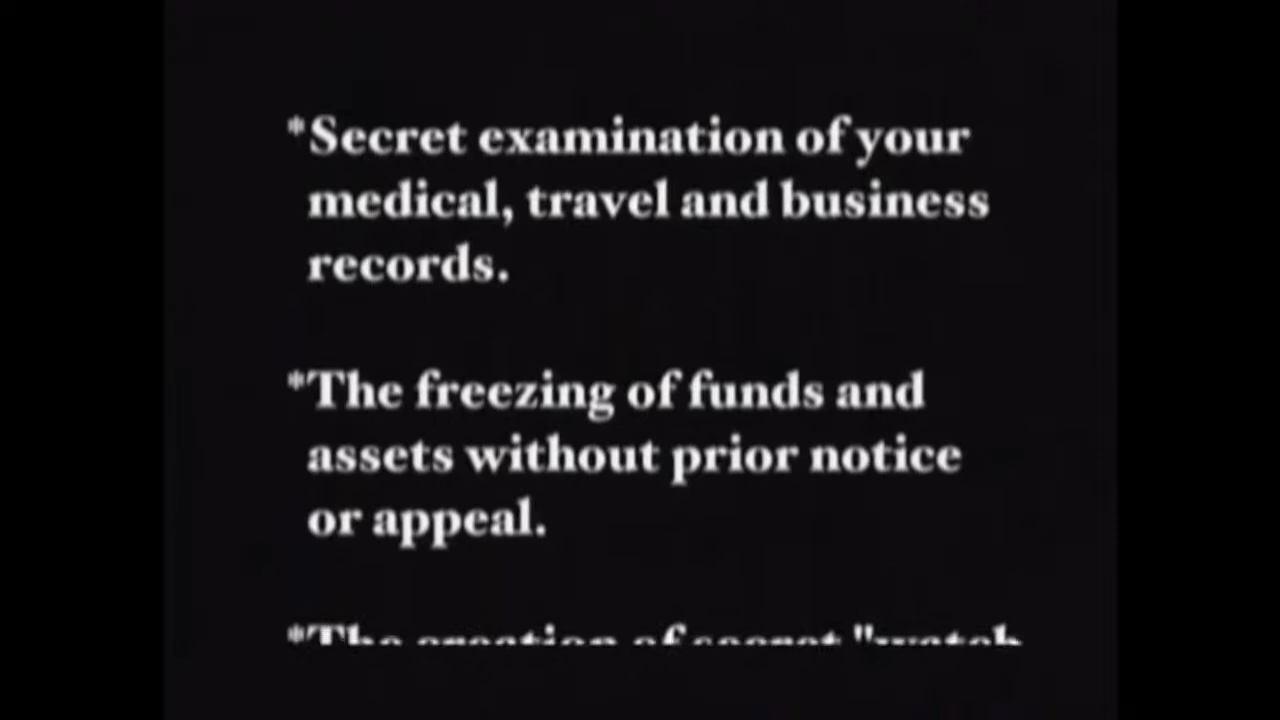 *Secret examination of your
medical, travel and business
records.
*The freezing of funds and
assets without prior notice
or appeal.
*The creation of secret "watch